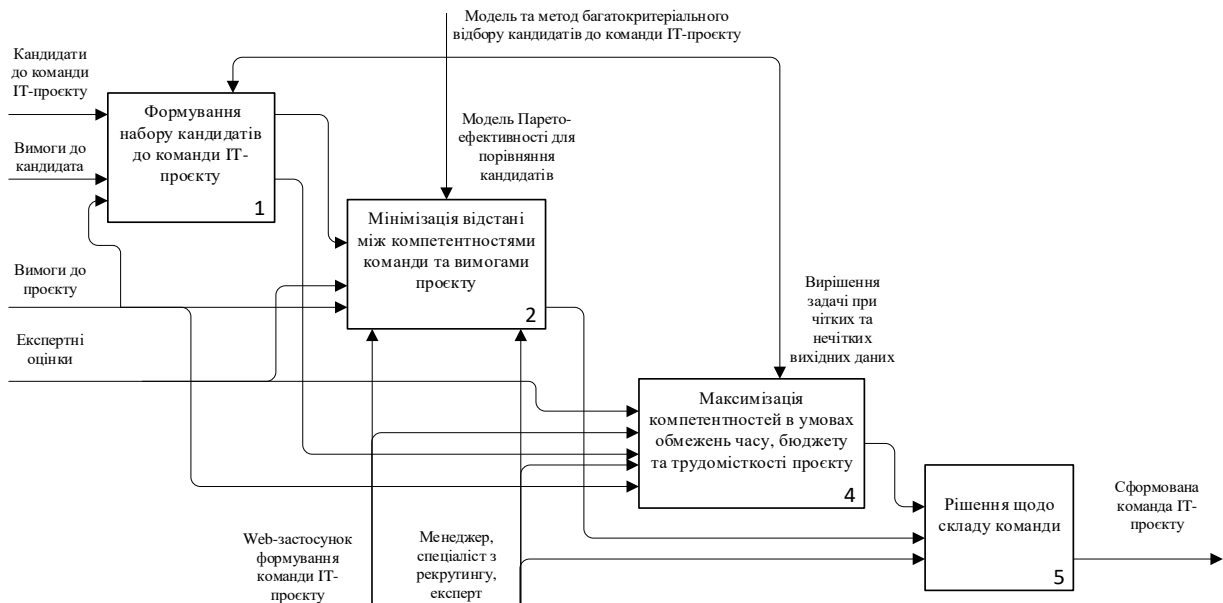 Модель та метод багатокритеріального
відбору кандидатів до команди ІТ-проєкту
Кандидати
до команди
ІТ-проєкту
Формування
набору кандидатів
до команди ІТ-
проєкту
1
Вимоги до
кандидата
Модель Парето-
ефективності для
порівняння
кандидатів
Мінімізація відстані
між компетентностями
команди та вимогами
проєкту
2
Вимоги до
проєкту
Експертні
оцінки
Вирішення
задачі при
чітких та
нечітких
вихідних даних
Максимізація
компетентностей в умовах
обмежень часу, бюджету
та трудомісткості проєкту
4
Рішення щодо
складу команди
5
Сформована
команда ІТ-
проєкту
Web-застосунок
формування
команди ІТ-
проєкту
Менеджер,
спеціаліст з
рекрутингу,
експерт